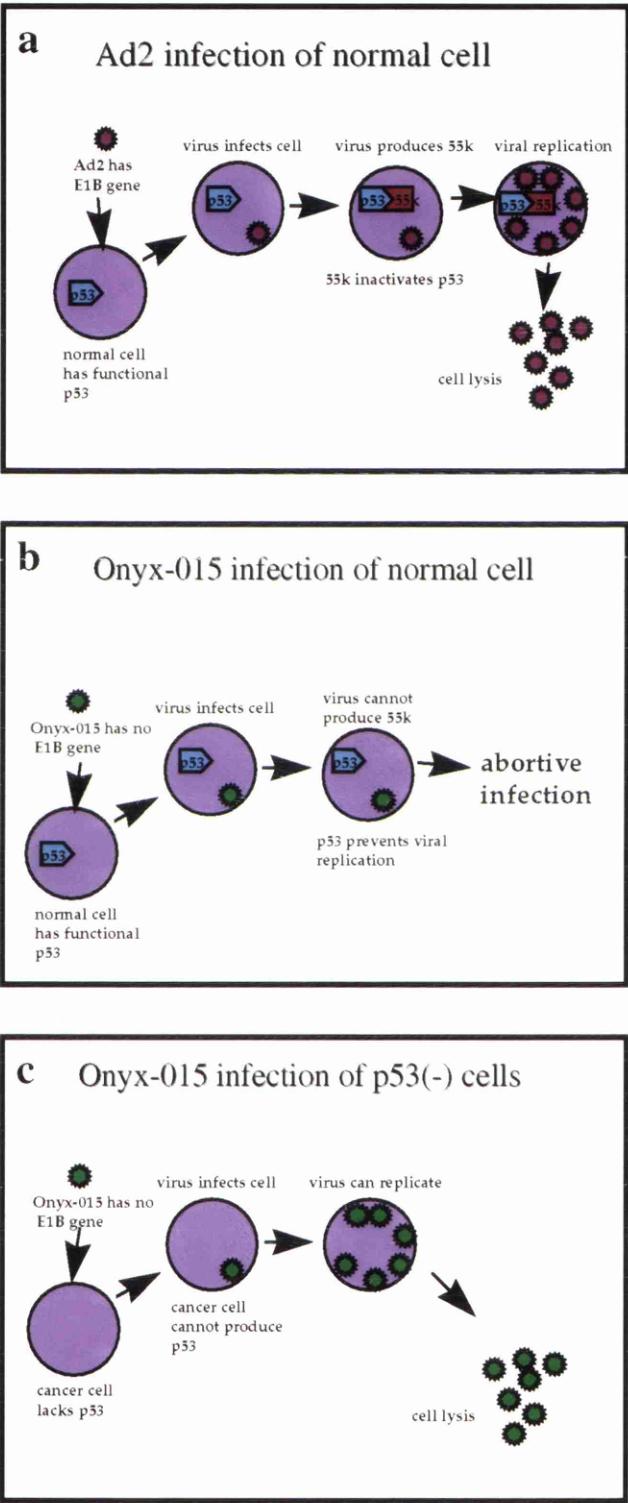 a
Ad2 infection of normal cell
Ad2 has
E1B gene
virus infects cell
virus produces 55k
viral replication
p53
p53
p53 55k
p53 55
55k inactivates p53
normal cell
has functional
p53
cell lysis
b
Onyx-015 infection of normal cell
Onyx-015 has no
E1B gene
virus infects cell
virus cannot
produce 55k
p53
p53
p53
abortive
infection
p53 prevents viral
replication
normal cell
has functional
p53
c
Onyx-015 infection of p53(-) cells
Onyx-015 has no
E1B gene
virus infects cell
virus can replicate
cancer cell
cannot produce
p53
cancer cell
lacks p53
cell lysis